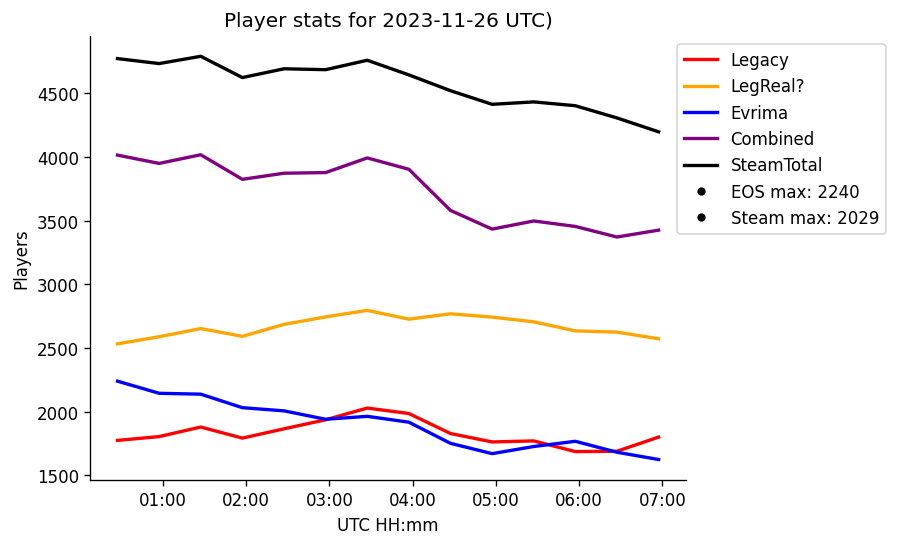 Player stats for 2023-11-26 UTC)
Legacy
LegReal?
Evrima
Combined
SteamTotal
EOS max: 2240
Steam max: 2029
Players
4500
4000
3500
3000
2500
2000
1500
01:00 02:00 03:00 04:00 05:00 06:00 07:00
UTC HH:mm